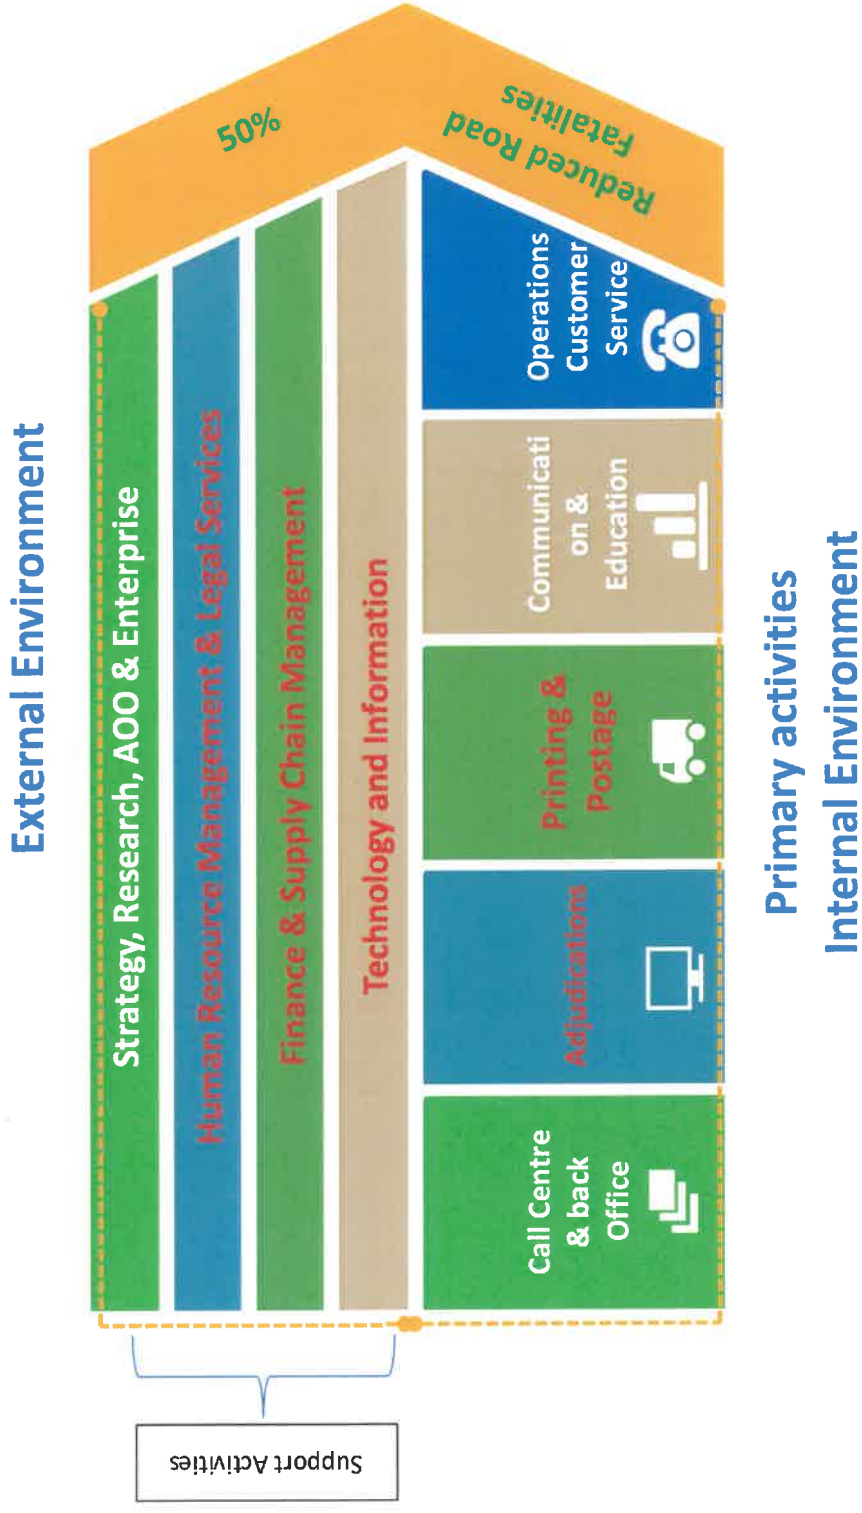 External Environment
Support Activities
Strategy, Research, AOO & Enterprise
Human Resource Management & Legal Services
Finance & Supply Chain Management
Technology and Information
50%
Reduced Road
Fatalities
Call Centre
& back
Office
Adjudications
Printing &
Postage
Communicati
on &
Education
Operations
Customer
Service
Primary activities
Internal Environment